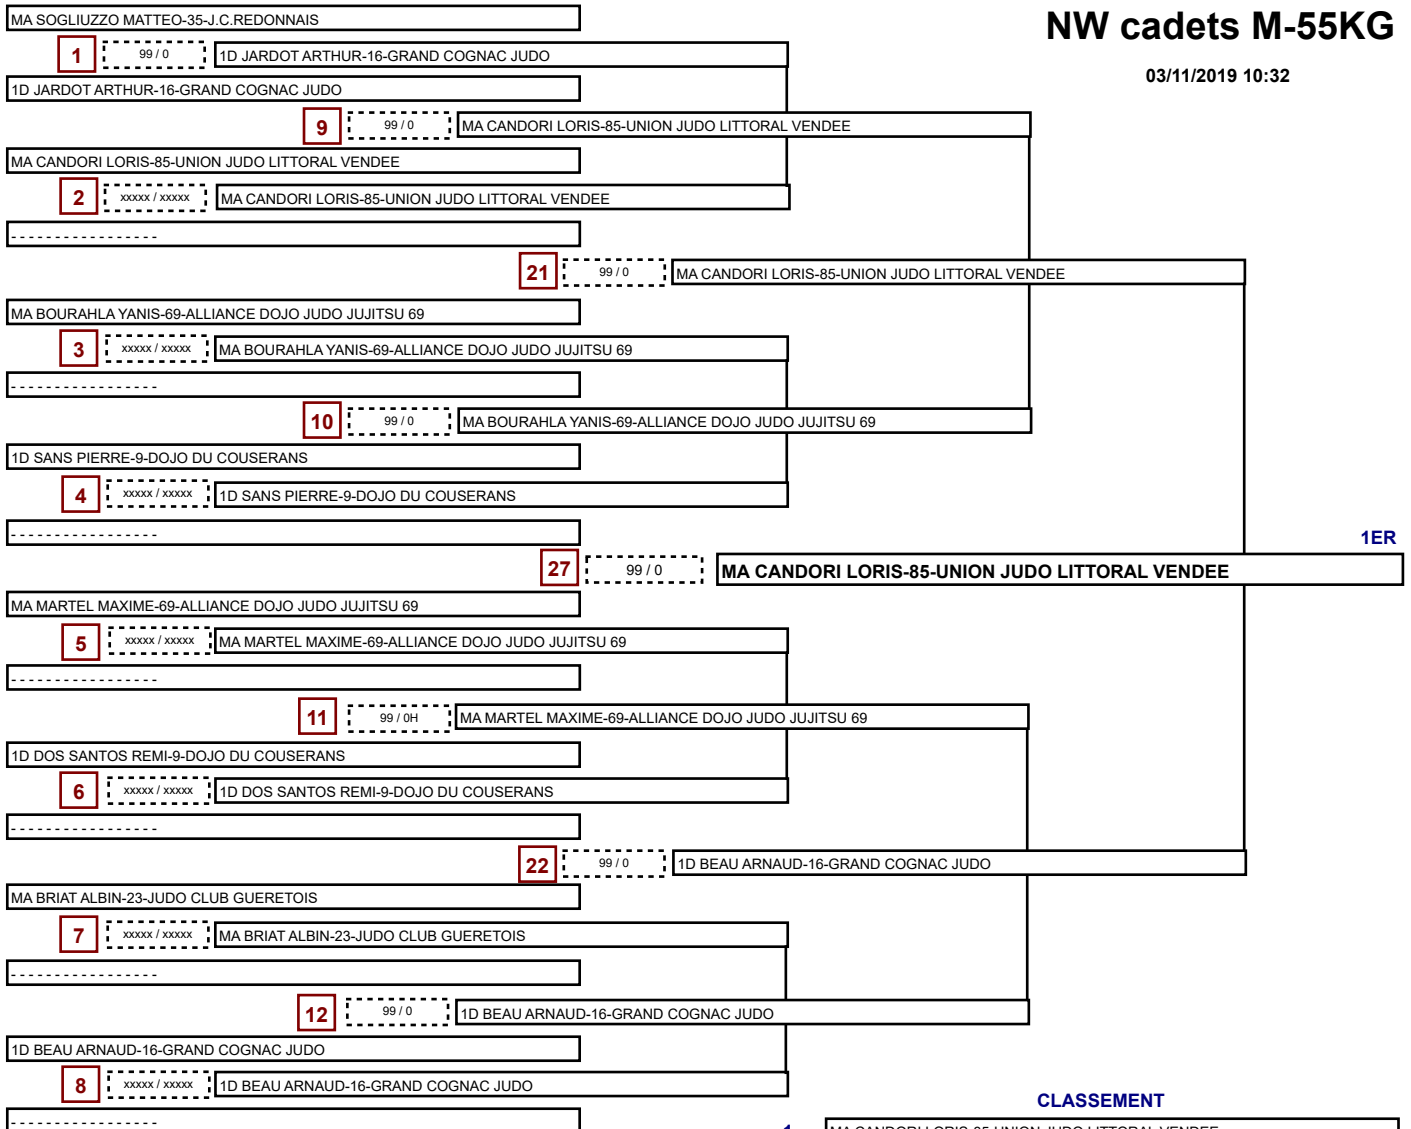 MA SOGLIUZZO MATTEO-35-J.C.REDONNAIS
NW cadets M-55KG
1 99 / 0 1D JARDOT ARTHUR-16-GRAND COGNAC JUDO
03/11/2019 10:32
1D JARDOT ARTHUR-16-GRAND COGNAC JUDO
9 99 / 0 MA CANDORI LORIS-85-UNION JUDO LITTORAL VENDEE
MA CANDORI LORIS-85-UNION JUDO LITTORAL VENDEE
2 xxxxx / xxxxx MA CANDORI LORIS-85-UNION JUDO LITTORAL VENDEE
- - - - - - - - - - - - - - - - -
21 99 / 0 MA CANDORI LORIS-85-UNION JUDO LITTORAL VENDEE
MA BOURAHLA YANIS-69-ALLIANCE DOJO JUDO JUJITSU 69
3 xxxxx / xxxxx MA BOURAHLA YANIS-69-ALLIANCE DOJO JUDO JUJITSU 69
- - - - - - - - - - - - - - - - -
10 99 / 0 MA BOURAHLA YANIS-69-ALLIANCE DOJO JUDO JUJITSU 69
1D SANS PIERRE-9-DOJO DU COUSERANS
4 xxxxx / xxxxx 1D SANS PIERRE-9-DOJO DU COUSERANS
- - - - - - - - - - - - - - - - -
1ER
27 99 / 0 MA CANDORI LORIS-85-UNION JUDO LITTORAL VENDEE
MA MARTEL MAXIME-69-ALLIANCE DOJO JUDO JUJITSU 69
5 xxxxx / xxxxx MA MARTEL MAXIME-69-ALLIANCE DOJO JUDO JUJITSU 69
- - - - - - - - - - - - - - - - -
11 99 / 0H MA MARTEL MAXIME-69-ALLIANCE DOJO JUDO JUJITSU 69
1D DOS SANTOS REMI-9-DOJO DU COUSERANS
6 xxxxx / xxxxx 1D DOS SANTOS REMI-9-DOJO DU COUSERANS
- - - - - - - - - - - - - - - - -
22 99 / 0 1D BEAU ARNAUD-16-GRAND COGNAC JUDO
MA BRIAT ALBIN-23-JUDO CLUB GUERETOIS
7 xxxxx / xxxxx MA BRIAT ALBIN-23-JUDO CLUB GUERETOIS
- - - - - - - - - - - - - - - - -
12 99 / 0 1D BEAU ARNAUD-16-GRAND COGNAC JUDO
1D BEAU ARNAUD-16-GRAND COGNAC JUDO
8 xxxxx / xxxxx 1D BEAU ARNAUD-16-GRAND COGNAC JUDO
CLASSEMENT
- - - - - - - - - - - - - - - - -
1 MA CANDORI LORIS-85-UNION JUDO LITTORAL VENDEE